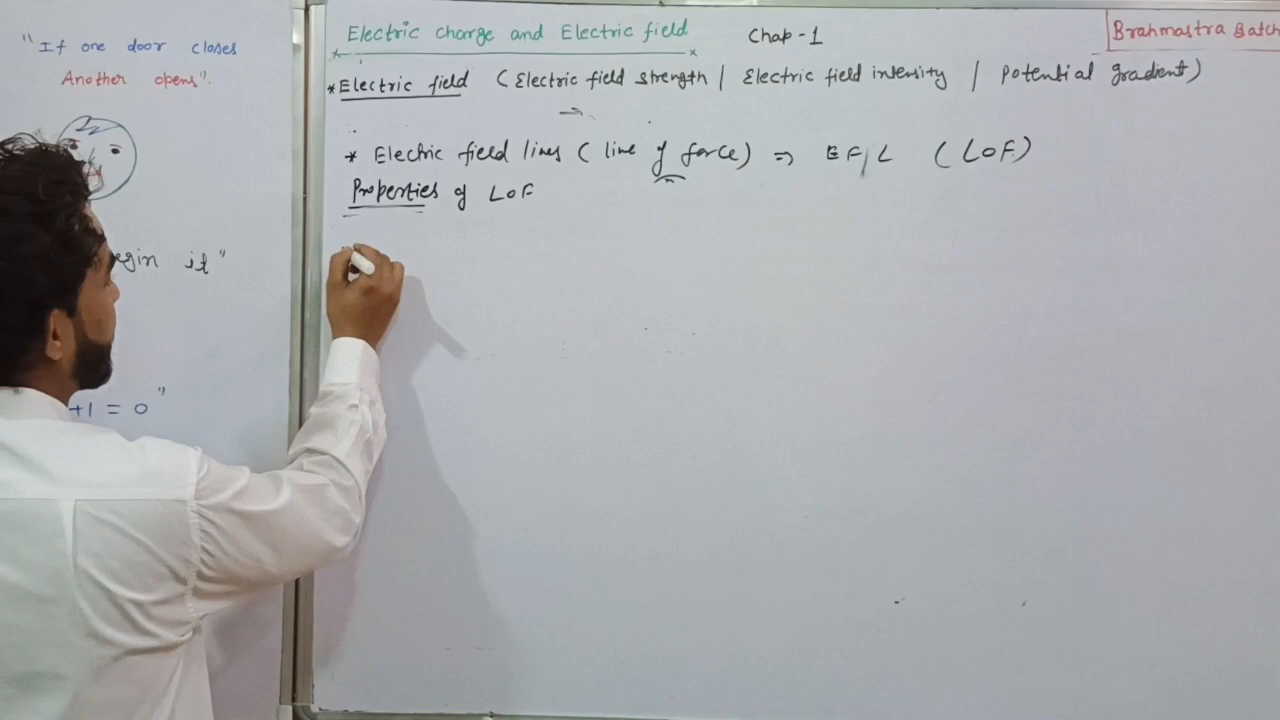 "If one door closes
Another opens".
egin it"
+1 = 0"
Electric charge and Electric field
Chap-1
Brahmastra Batch
* Electric field (Electric field strength / Electric field intensity / potential gradient)
* Electric field lines (line of force) => EFL (LOF)
Properties of LOF